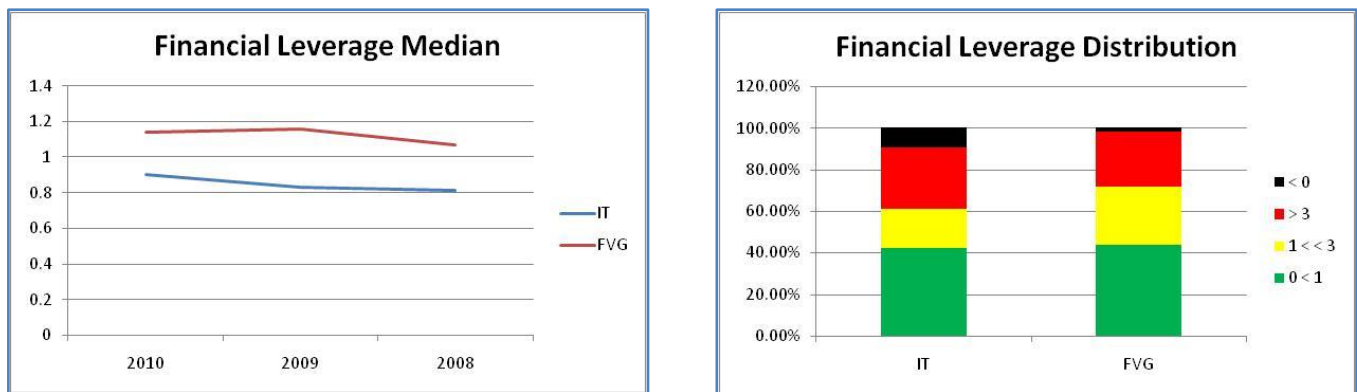 Financial Leverage Median
1.4
1.2
1
0.8
0.6
0.4
0.2
0
2010 2009 2008
IT
FVG
Financial Leverage Distribution
120.00%
100.00%
80.00%
60.00%
40.00%
20.00%
0.00%
IT FVG
< 0
> 3
1 < < 3
0 < 1